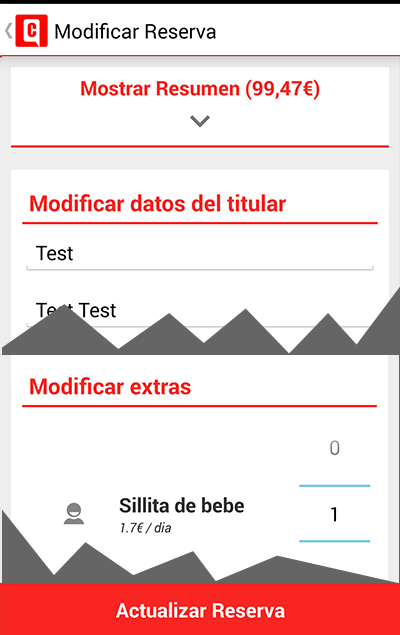 Modificar Reserva
Mostrar Resumen (99,47€)
Modificar datos del titular
Test
Test Test
Modificar extras
0
Sillita de bebe
1.7€ / dia
1
Actualizar Reserva